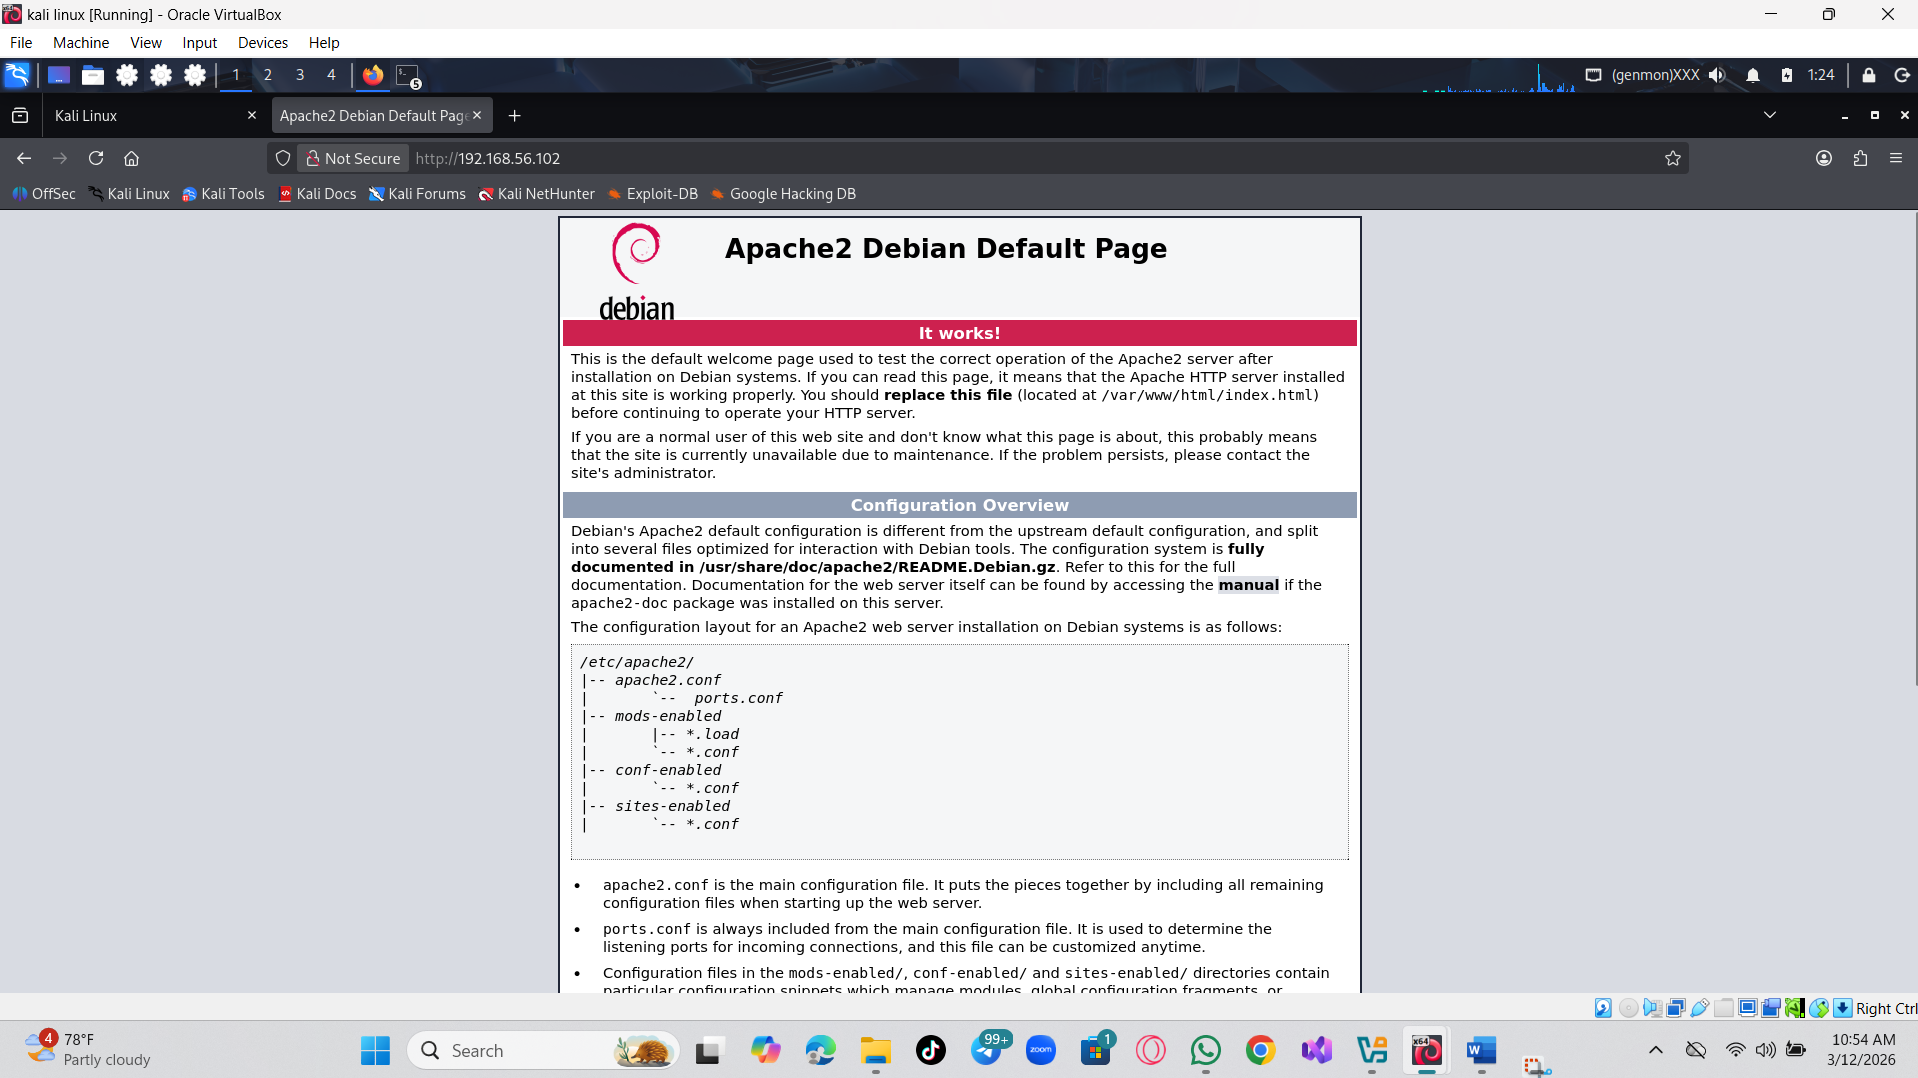 kali linux [Running] - Oracle VirtualBox
File Machine View Input Devices Help
1 2 3 4
5
(genmon)XXX 1:24
Kali Linux
Apache2 Debian Default Page
Not Secure http://192.168.56.102
OffSec Kali Linux Kali Tools Kali Docs Kali Forums Kali NetHunter Exploit-DB Google Hacking DB
Apache2 Debian Default Page
debian
It works!
This is the default welcome page used to test the correct operation of the Apache2 server after
installation on Debian systems. If you can read this page, it means that the Apache HTTP server installed
at this site is working properly. You should replace this file (located at /var/www/html/index.html)
before continuing to operate your HTTP server.
If you are a normal user of this web site and don't know what this page is about, this probably means
that the site is currently unavailable due to maintenance. If the problem persists, please contact the
site's administrator.
Configuration Overview
Debian's Apache2 default configuration is different from the upstream default configuration, and split
into several files optimized for interaction with Debian tools. The configuration system is fully
documented in /usr/share/doc/apache2/README.Debian.gz. Refer to this for the full
documentation. Documentation for the web server itself can be found by accessing the manual if the
apache2-doc package was installed on this server.
The configuration layout for an Apache2 web server installation on Debian systems is as follows:
/etc/apache2/
|-- apache2.conf
|       `--  ports.conf
|-- mods-enabled
|       |-- *.load
|       `-- *.conf
|-- conf-enabled
|       `-- *.conf
|-- sites-enabled
|       `-- *.conf
• apache2.conf is the main configuration file. It puts the pieces together by including all remaining
configuration files when starting up the web server.
• ports.conf is always included from the main configuration file. It is used to determine the
listening ports for incoming connections, and this file can be customized anytime.
• Configuration files in the mods-enabled/, conf-enabled/ and sites-enabled/ directories contain
particular configuration snippets which manage modules, global configuration fragments, or
Right Ctrl
4
78°F
Partly cloudy
Search
99+
zoom
1
x64
10:54 AM
3/12/2026